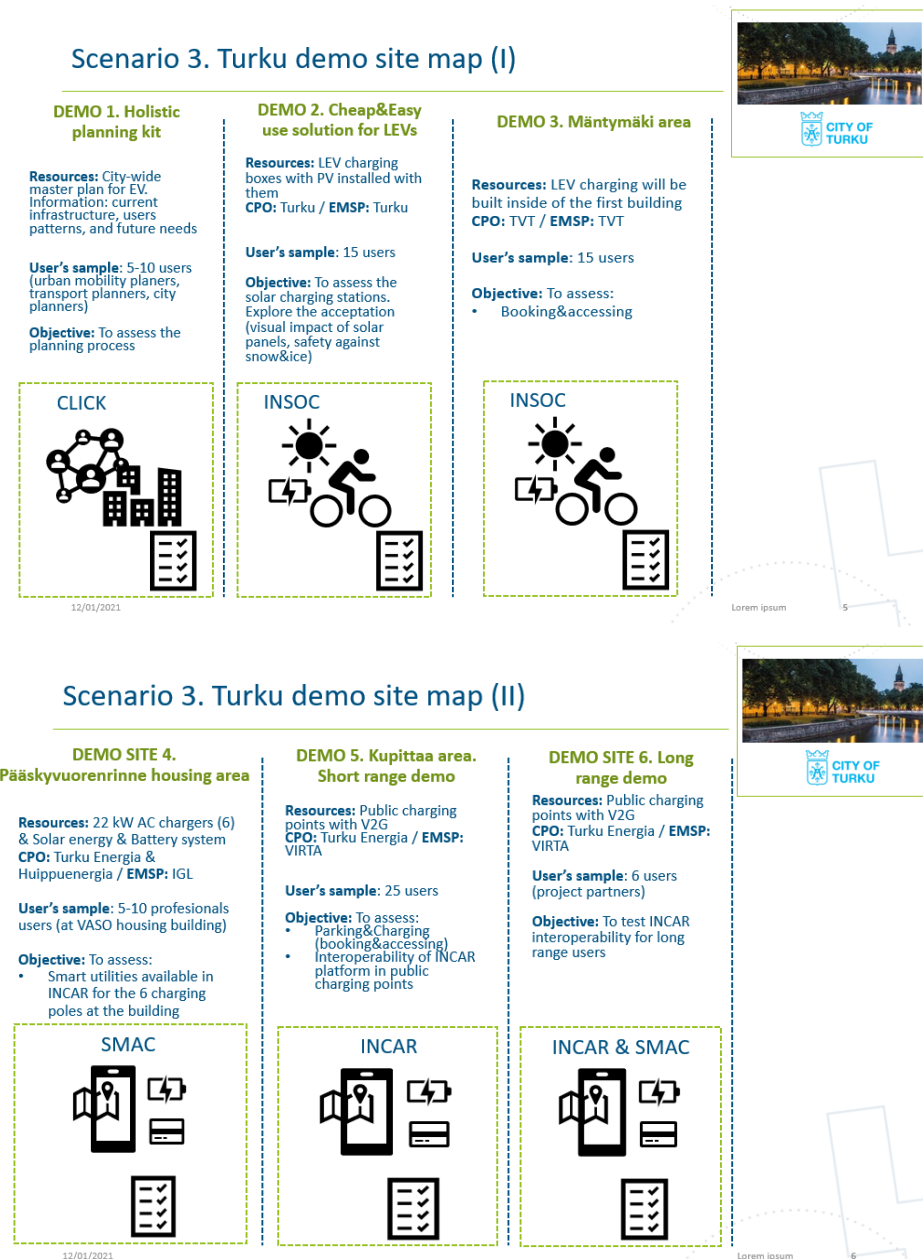 Scenario 3. Turku demo site map (I)
CITY OF
TURKU
DEMO 1. Holistic
planning kit
Resources: City-wide
master plan for EV.
Information: current
infrastructure, users
patterns, and future needs
User's sample: 5-10 users
(urban mobility planers,
transport planners, city
planners)
Objective: To assess the
planning process
CLICK
DEMO 2. Cheap&Easy
use solution for LEVs
Resources: LEV charging
boxes with PV installed with
them
CPO: Turku / EMSP: Turku
User's sample: 15 users
Objective: To assess the
solar charging stations.
Explore the acceptation
(visual impact of solar
panels, safety against
snow&ice)
INSOC
DEMO 3. Mäntymäki area
Resources: LEV charging will be
built inside of the first building
CPO: TVT / EMSP: TVT
User's sample: 15 users
Objective: To assess:
• Booking&accessing
INSOC
12/01/2021
Lorem ipsum
5
Scenario 3. Turku demo site map (II)
CITY OF
TURKU
DEMO SITE 4.
Pääskyvuorenrinne housing area
Resources: 22 kW AC chargers (6)
& Solar energy & Battery system
CPO: Turku Energia &
Huippuenergia / EMSP: IGL
User's sample: 5-10 profesionals
users (at VASO housing building)
Objective: To assess:
• Smart utilities available in
INCAR for the 6 charging
poles at the building
SMAC
DEMO 5. Kupittaa area.
Short range demo
Resources: Public charging
points with V2G
CPO: Turku Energia / EMSP:
VIRTA
User's sample: 25 users
Objective: To assess:
• Parking&Charging
(booking&accessing)
• Interoperability of INCAR
platform in public
charging points
INCAR
DEMO SITE 6. Long
range demo
Resources: Public charging
points with V2G
CPO: Turku Energia / EMSP:
VIRTA
User's sample: 6 users
(project partners)
Objective: To test INCAR
interoperability for long
range users
INCAR & SMAC
12/01/2021
Lorem ipsum
6